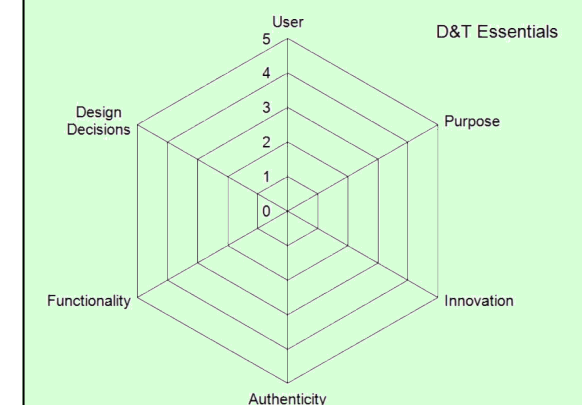 User
D&T Essentials
5
4
3
2
1
0
Design
Decisions
Purpose
Functionality
Innovation
Authenticity